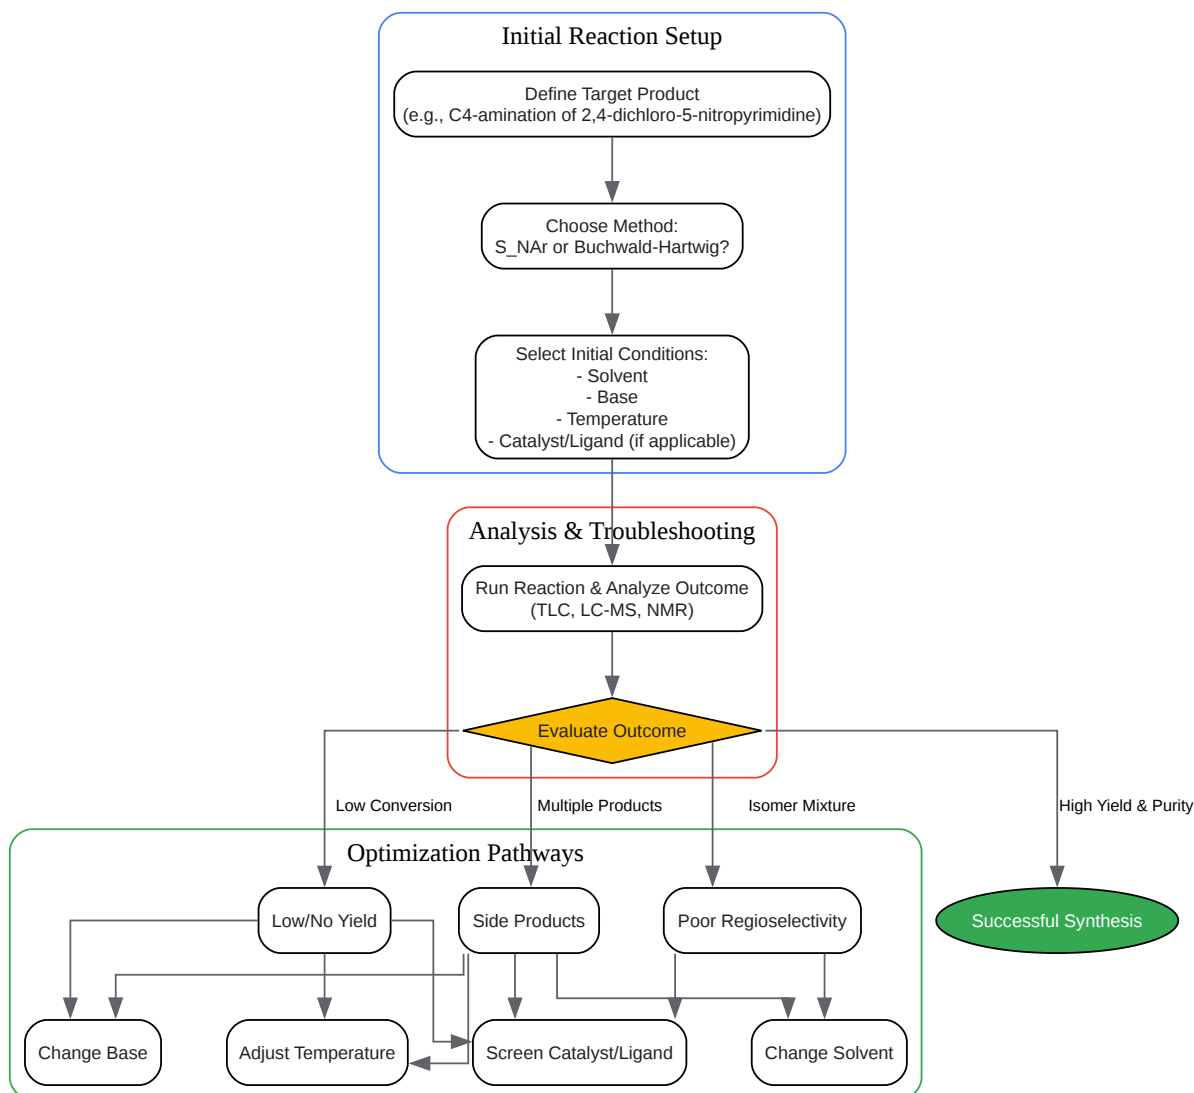 Initial Reaction Setup
Define Target Product
(e.g., C4-amination of 2,4-dichloro-5-nitropyrimidine)
Choose Method:
S_NAr or Buchwald-Hartwig?
Select Initial Conditions:
- Solvent
- Base
- Temperature
- Catalyst/Ligand (if applicable)
Analysis & Troubleshooting
Run Reaction & Analyze Outcome
(TLC, LC-MS, NMR)
Evaluate Outcome
Low Conversion
Multiple Products
Isomer Mixture
High Yield & Purity
Optimization Pathways
Low/No Yield
Side Products
Poor Regioselectivity
Successful Synthesis
Change Base
Adjust Temperature
Screen Catalyst/Ligand
Change Solvent